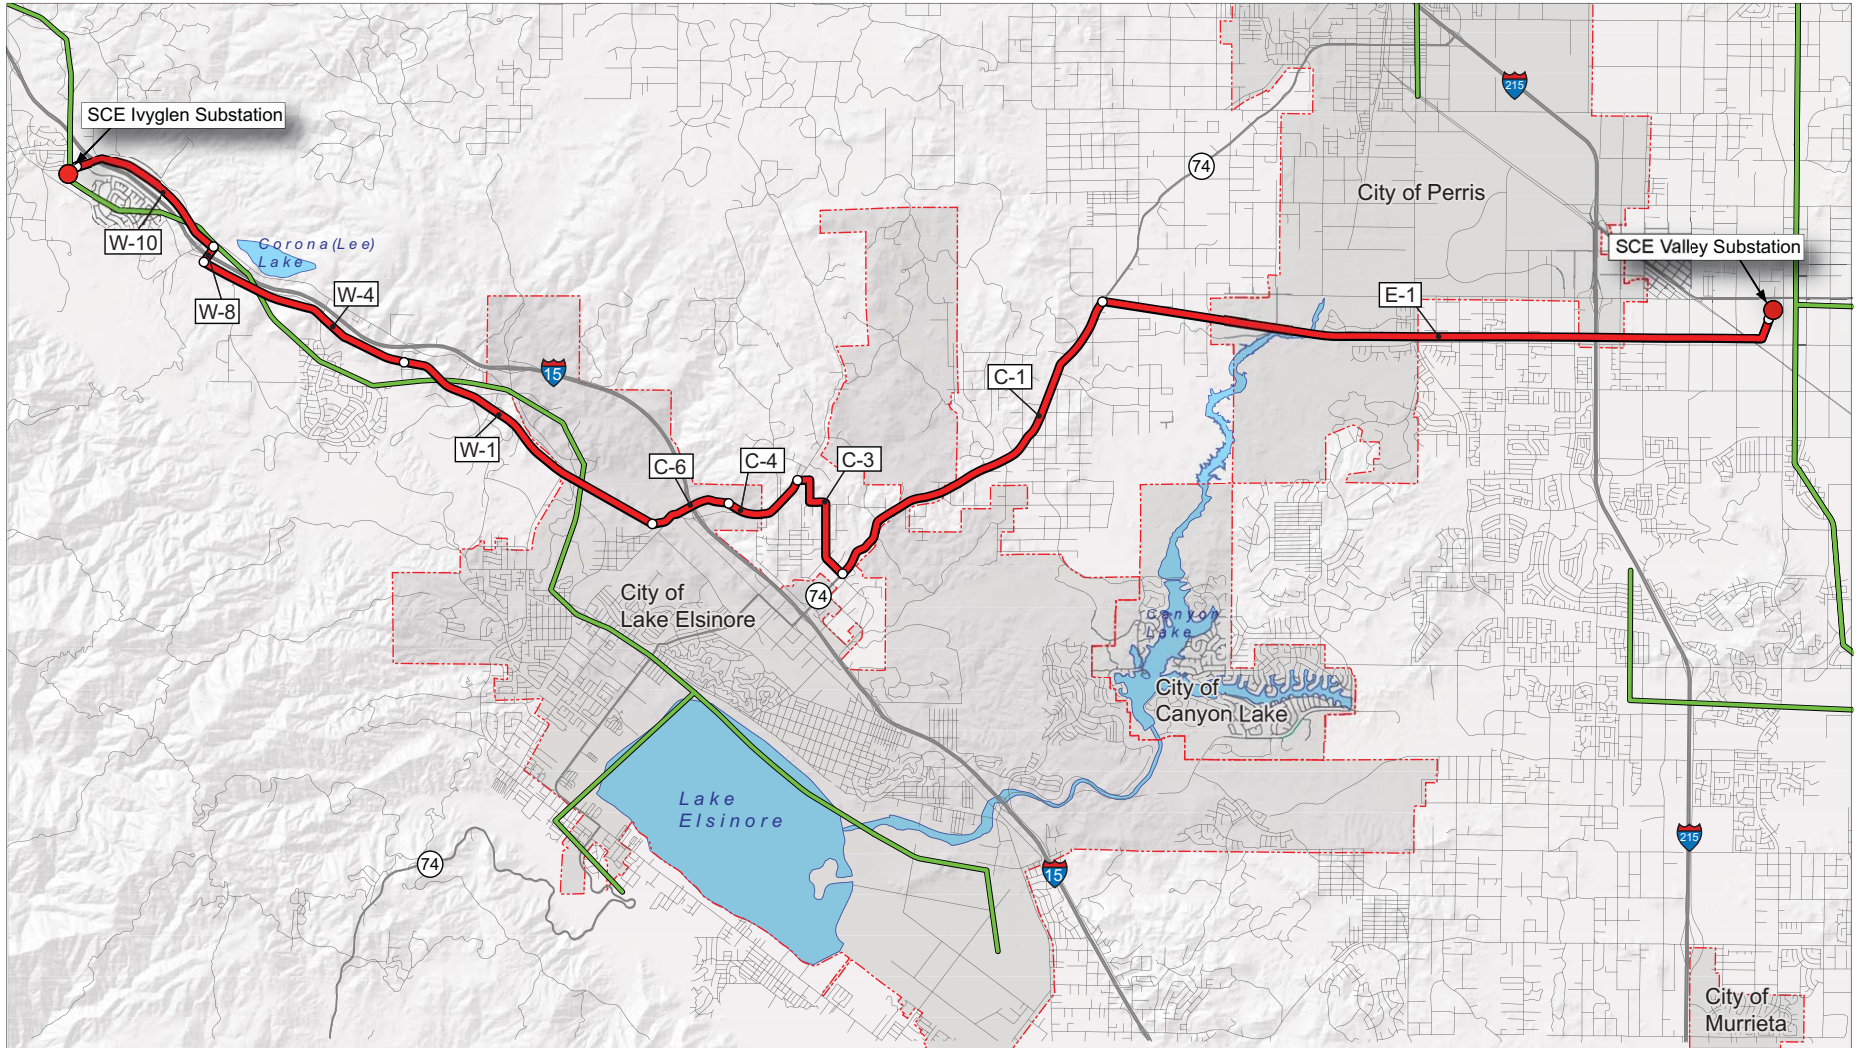 215
SCE Ivyglen Substation
74
City of Perris
W-10
Corona (Lee)
Lake
SCE Valley Substation
W-8
W-4
E-1
15
C-1
W-1
C-6
C-4
C-3
City of
Lake Elsinore
74
Canyon
Lake
City of
Canyon Lake
Lake
Elsinore
215
74
15
City of
Murrieta